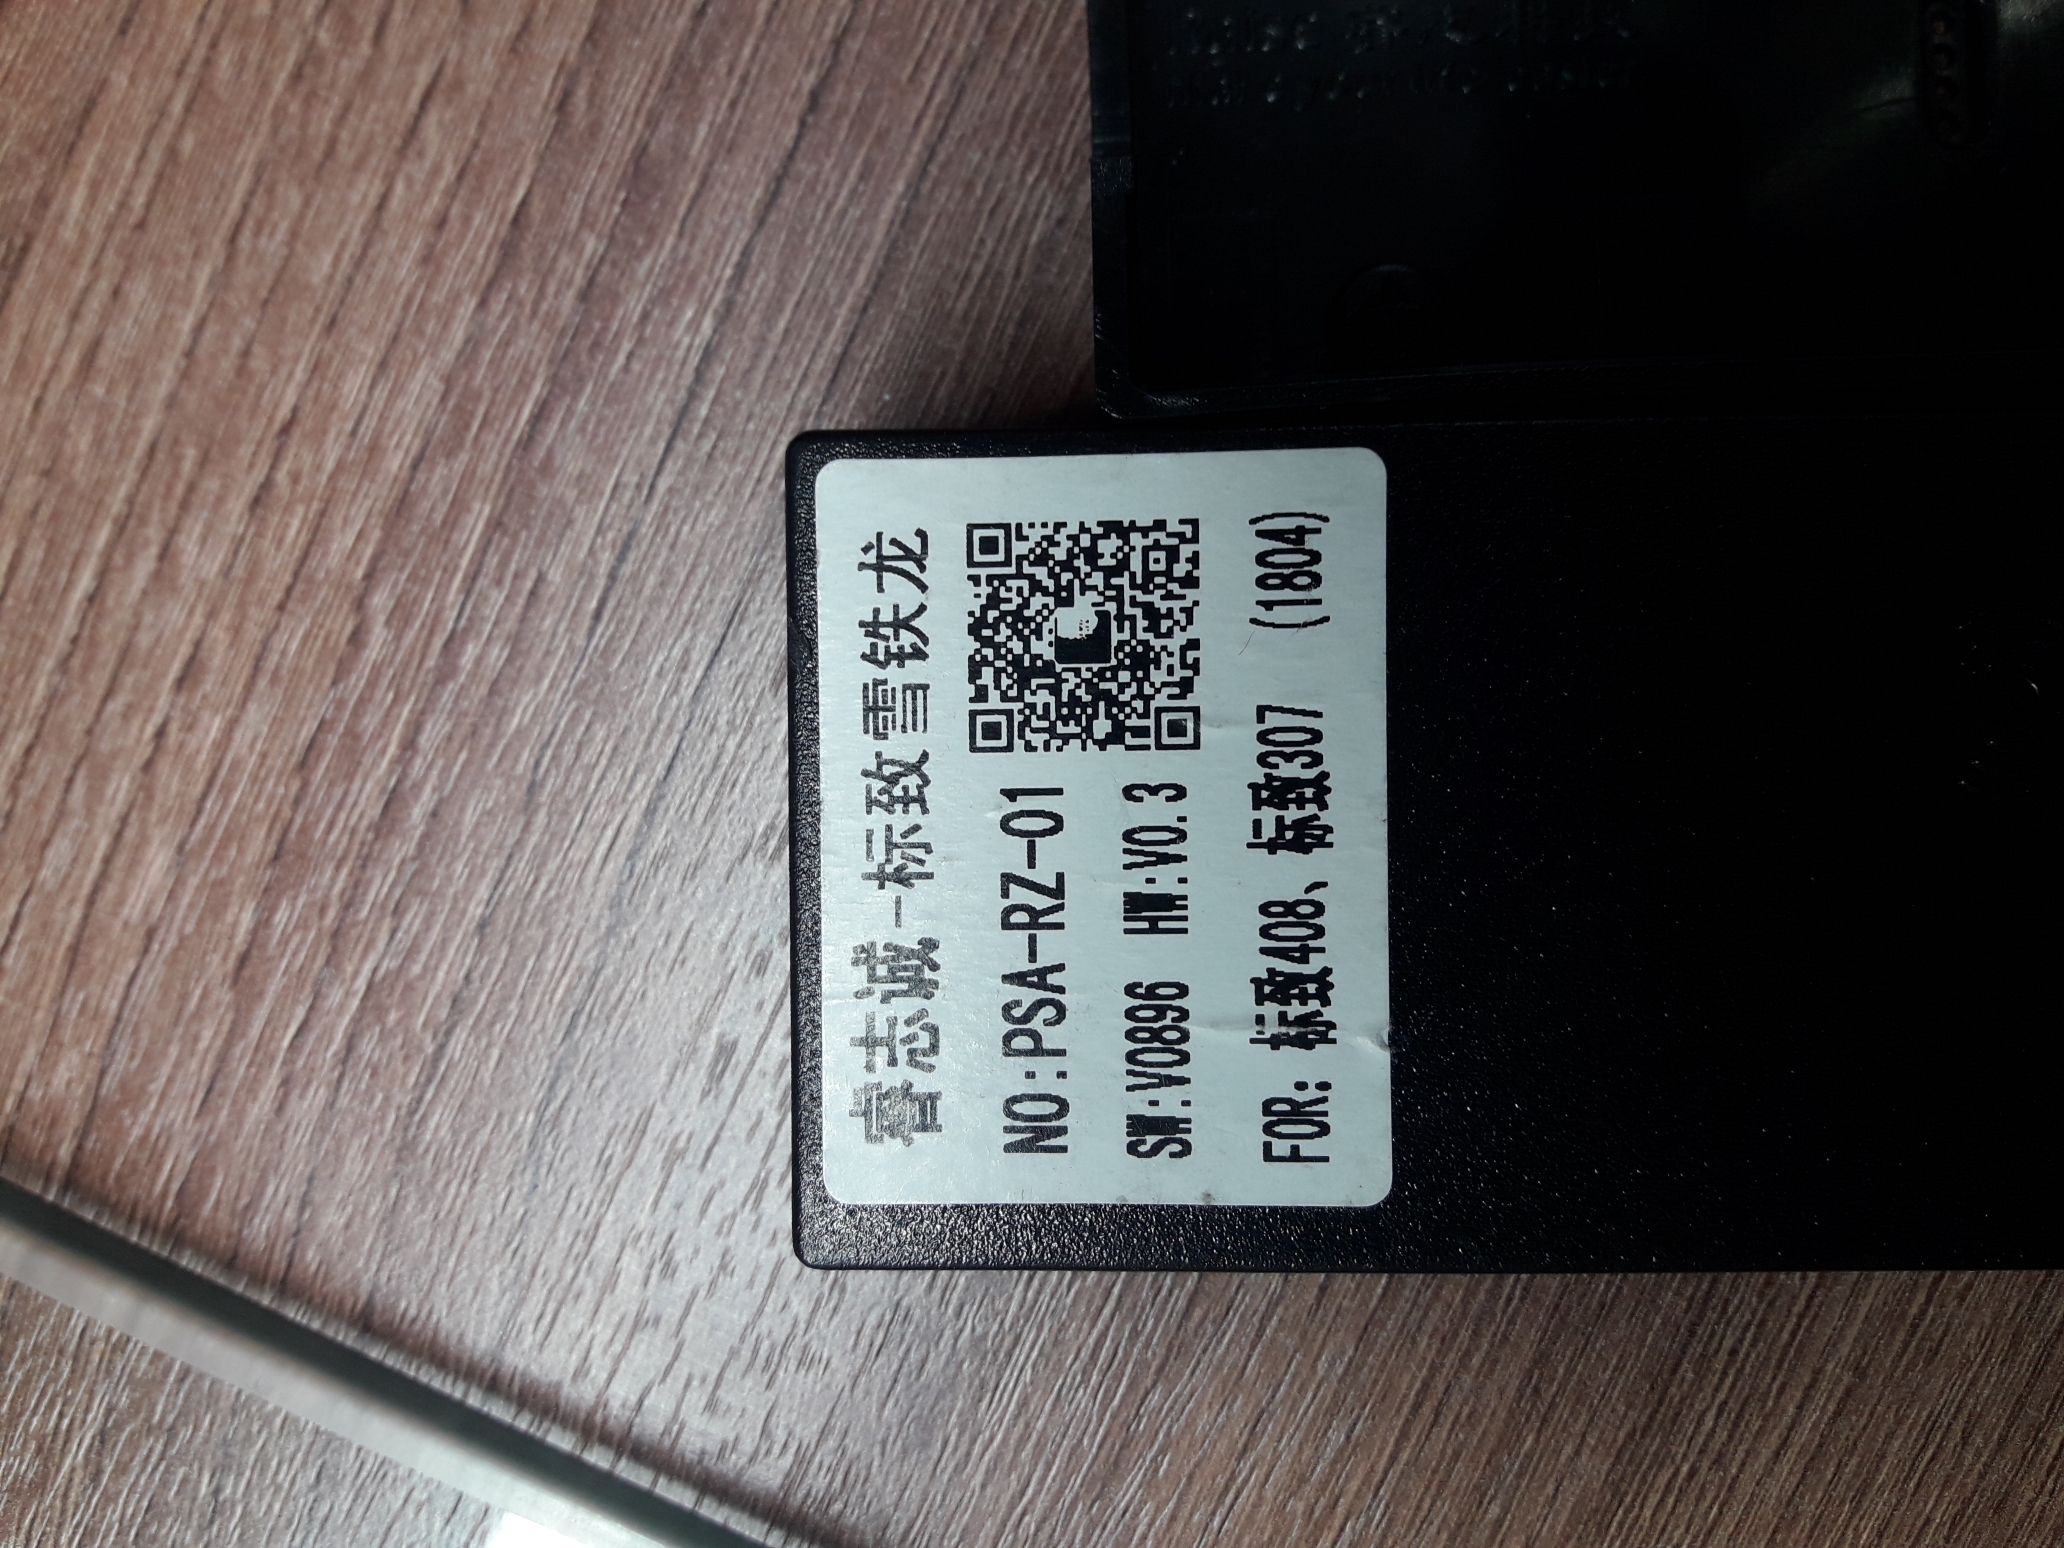 睿志诚-标致雪铁龙
NO:PSA-RZ-01
SW:V0896 HW:V0.3
FOR: 标致408、标致307 (1804)